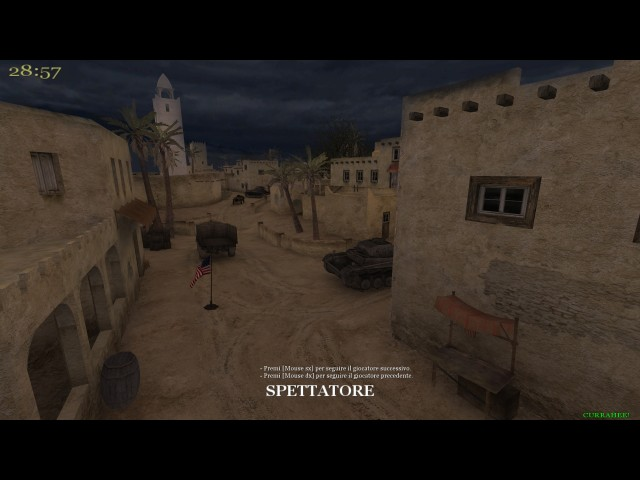 28:57
- Premi [Mouse sx] per seguire il giocatore successivo.
- Premi [Mouse dx] per seguire il giocatore precedente.
SPETTATORE
CURRAHEE!